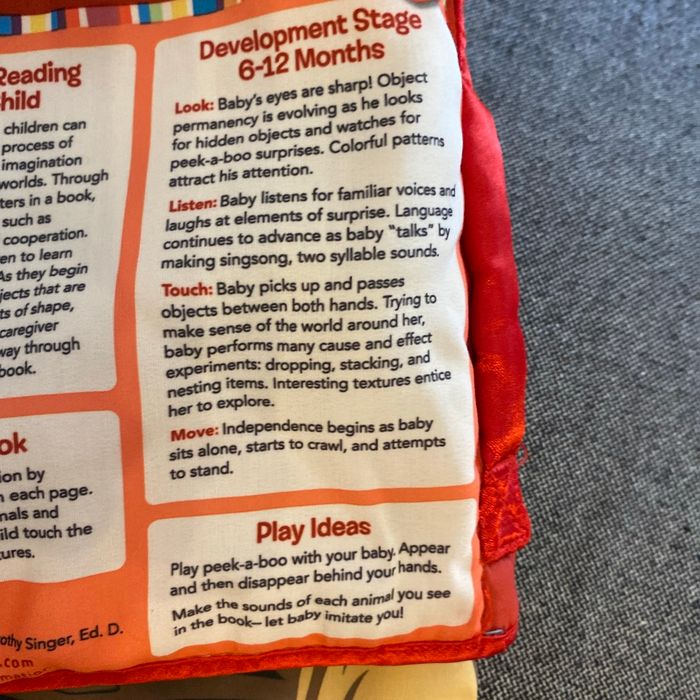 Reading
Child
children can
process of
imagination
worlds. Through
ters in a book,
such as
cooperation.
en to learn
As they begin
jects that are
ts of shape,
caregiver
way through
book.
ok
ion by
each page.
nals and
ild touch the
tures.
othy Singer, Ed. D.
.com
Development Stage
6-12 Months
Look: Baby's eyes are sharp! Object
permanency is evolving as he looks
for hidden objects and watches for
peek-a-boo surprises. Colorful patterns
attract his attention.
Listen: Baby listens for familiar voices and
laughs at elements of surprise. Language
continues to advance as baby "talks" by
making singsong, two syllable sounds.
Touch: Baby picks up and passes
objects between both hands. Trying to
make sense of the world around her,
baby performs many cause and effect
experiments: dropping, stacking, and
nesting items. Interesting textures entice
her to explore.
Move: Independence begins as baby
sits alone, starts to crawl, and attempts
to stand.
Play Ideas
Play peek-a-boo with your baby. Appear
and then disappear behind your hands.
Make the sounds of each animal you see
in the book—let baby imitate you!